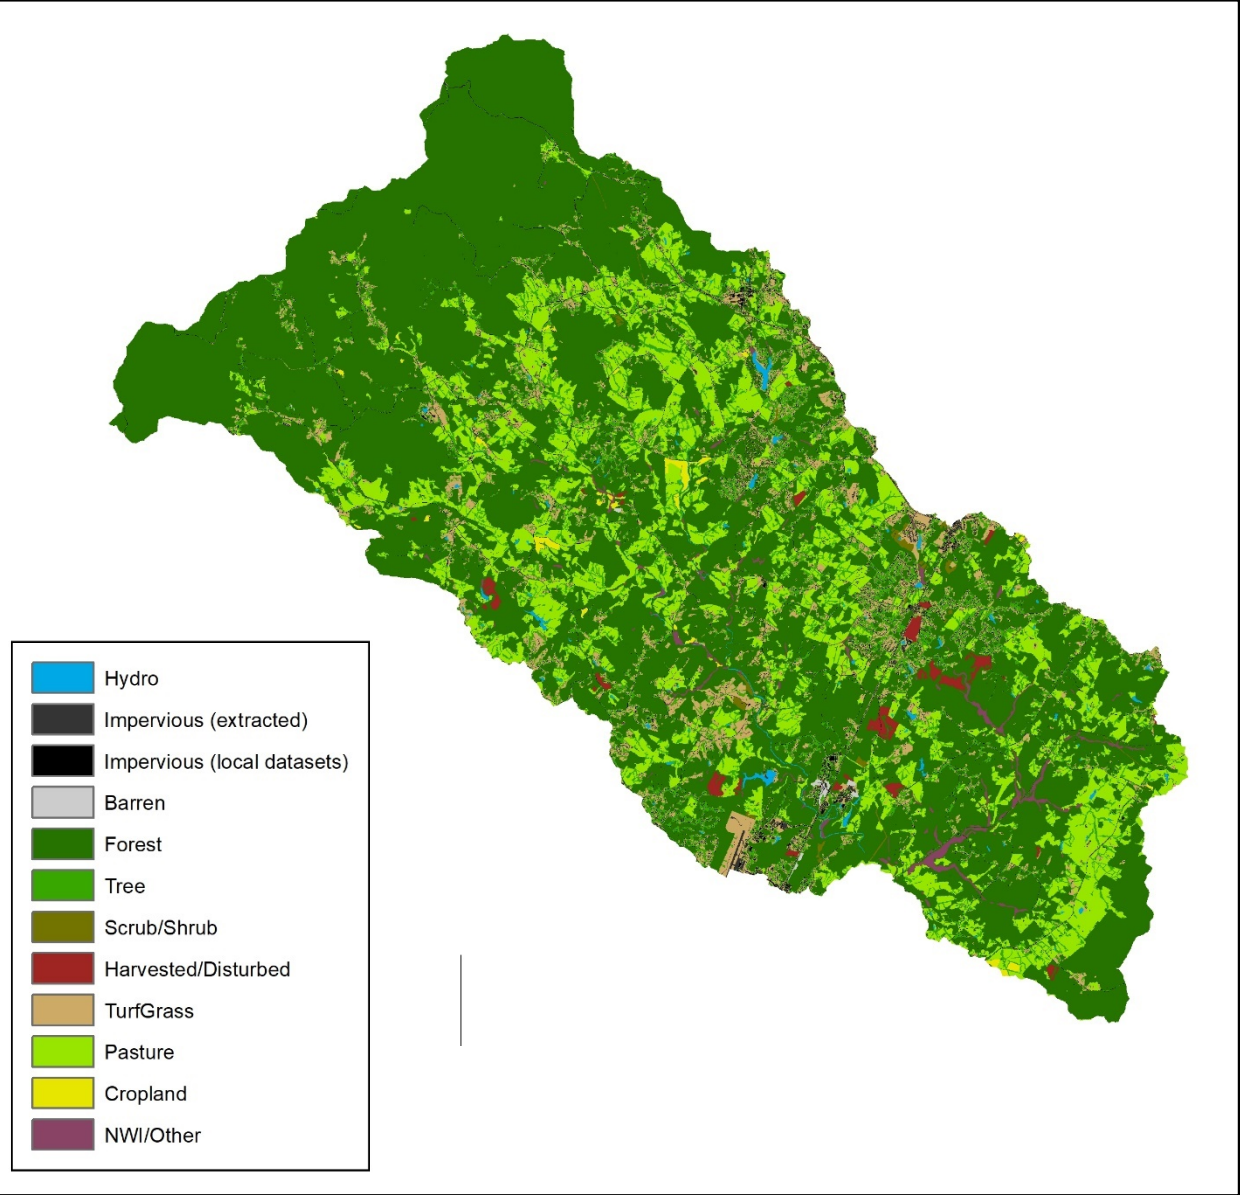 Hydro
Impervious (extracted)
Impervious (local datasets)
Barren
Forest
Tree
Scrub/Shrub
Harvested/Disturbed
TurfGrass
Pasture
Cropland
NWI/Other